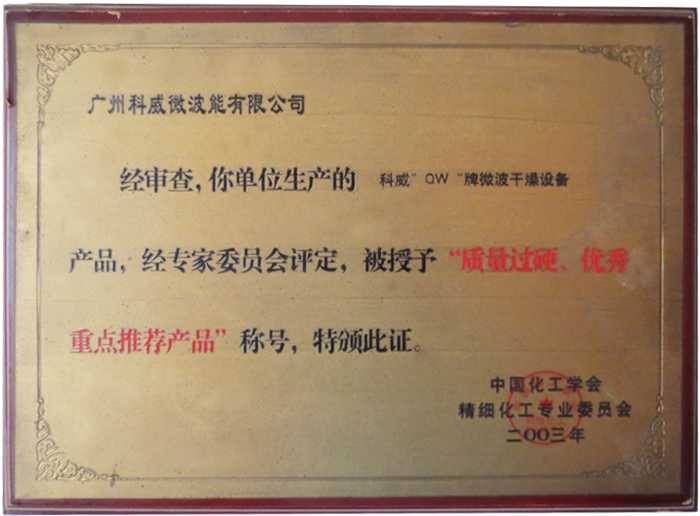 广州科威微波能有限公司
经审查，你单位生产的 科威"QW"牌微波干燥设备
产品，经专家委员会评定，被授予“质量过硬、优秀
重点推荐产品”称号，特颁此证。
中国化工学会
精细化工专业委员会
二OO三年